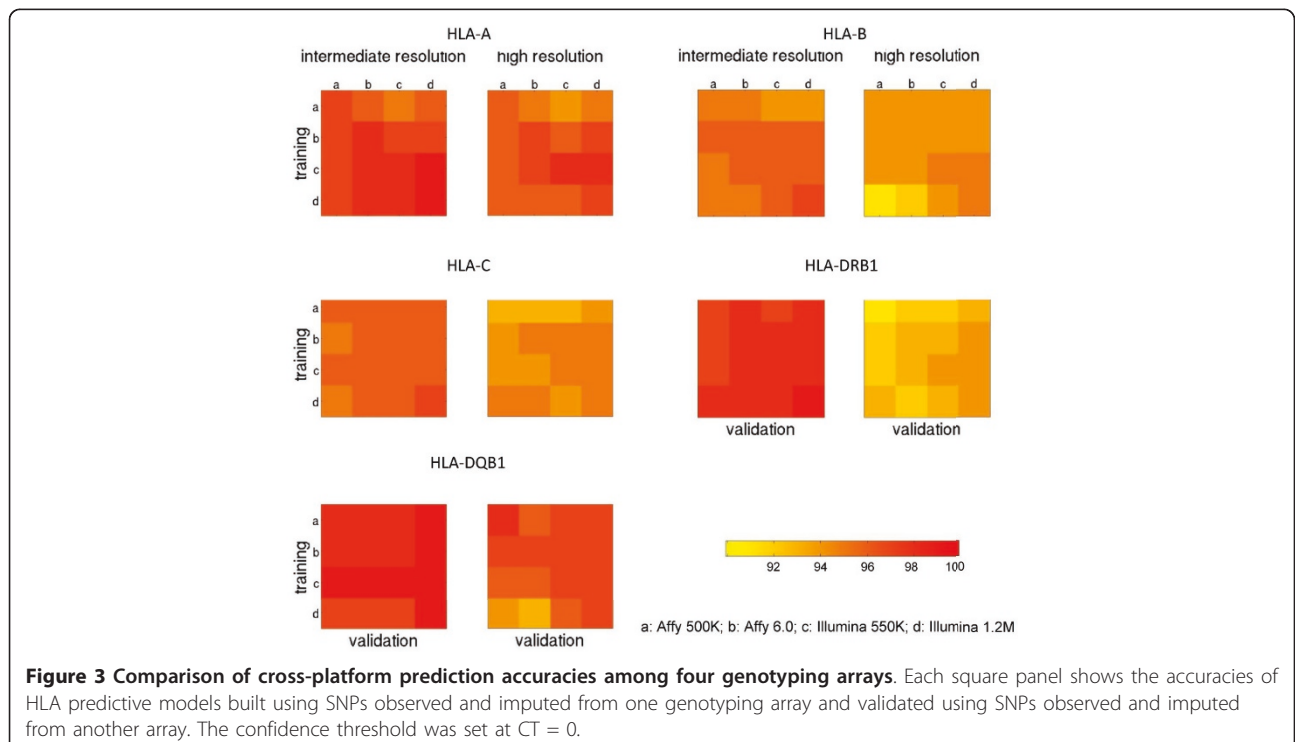 HLA-A
HLA-B
intermediate resolution
high resolution
intermediate resolution
high resolution
a b c d
a b c d
a b c d
a b c d
training
a
b
c
d
training
a
b
c
d
HLA-C
HLA-DRB1
training
a
b
c
d
training
a
b
c
d
validation
validation
HLA-DQB1
training
a
b
c
d
validation
validation
92 94 96 98 100
a: Affy 500K; b: Affy 6.0; c: Illumina 550K; d: Illumina 1.2M
Figure 3 Comparison of cross-platform prediction accuracies among four genotyping arrays. Each square panel shows the accuracies of
HLA predictive models built using SNPs observed and imputed from one genotyping array and validated using SNPs observed and imputed
from another array. The confidence threshold was set at CT = 0.